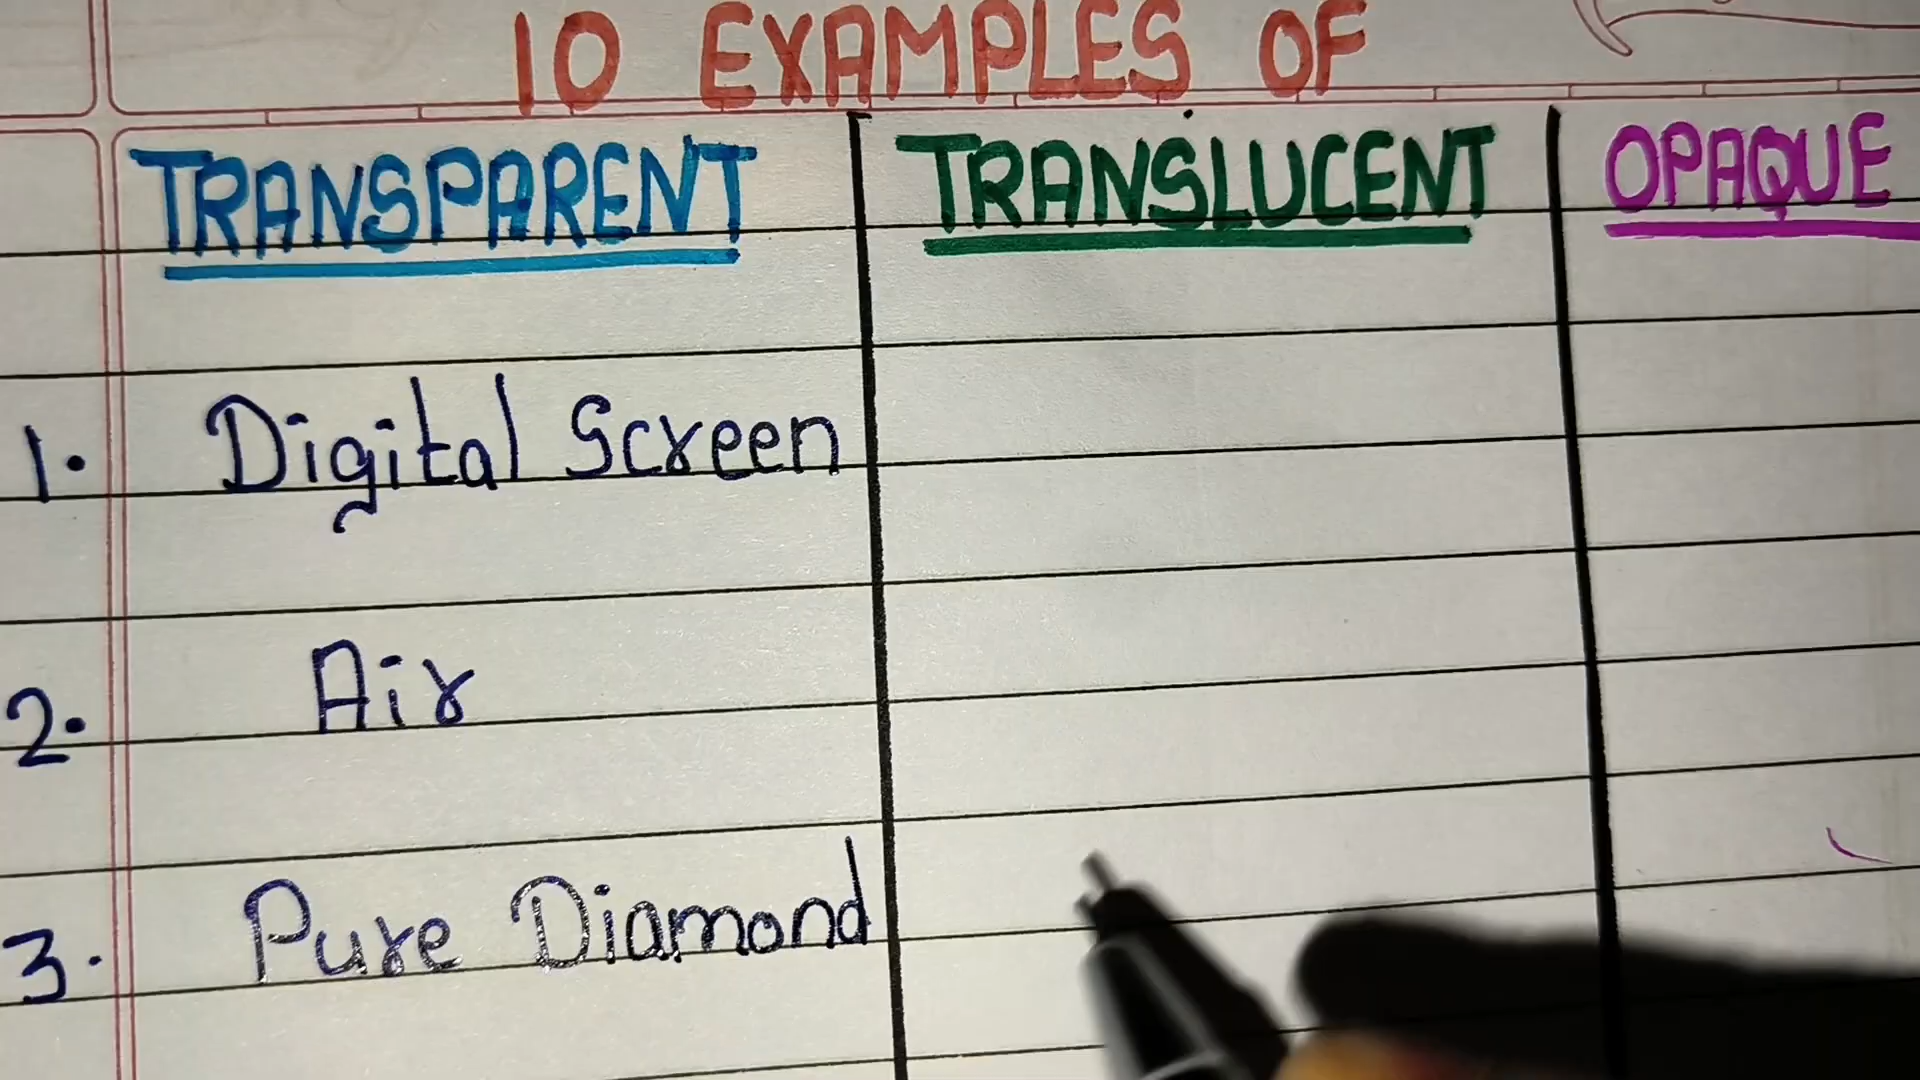 10 EXAMPLES OF
TRANSPARENT TRANSLUCENT OPAQUE
1. Digital Screen
2. Air
3. Pure Diamond